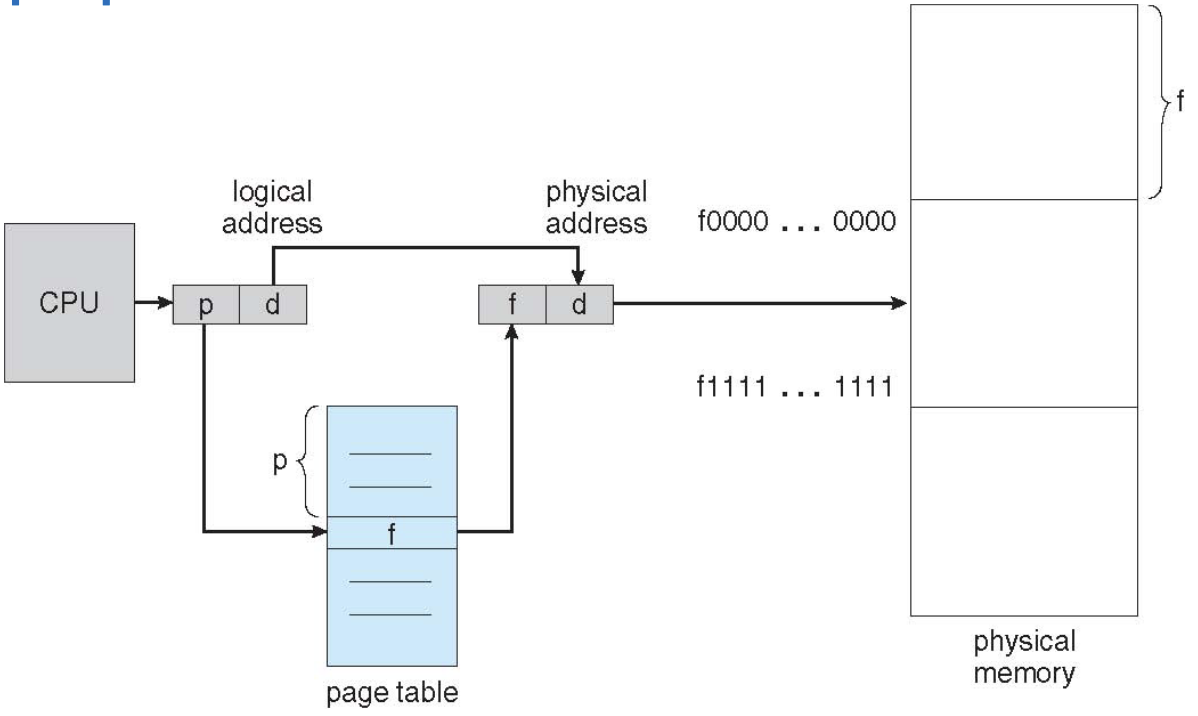 f
logical
address
physical
address
f0000 ... 0000
CPU
p
d
f
d
f1111 ... 1111
p
f
physical
memory
page table